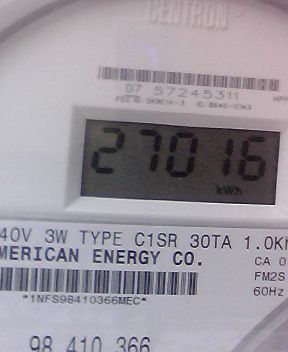 CENTRON
07 57245311
27016
kWh
40V 3W TYPE C1SR 30TA 1.0Kh
MERICAN ENERGY CO.
CA 0
FM2S
60Hz
*1NFS98410366MEC*
98 410 366